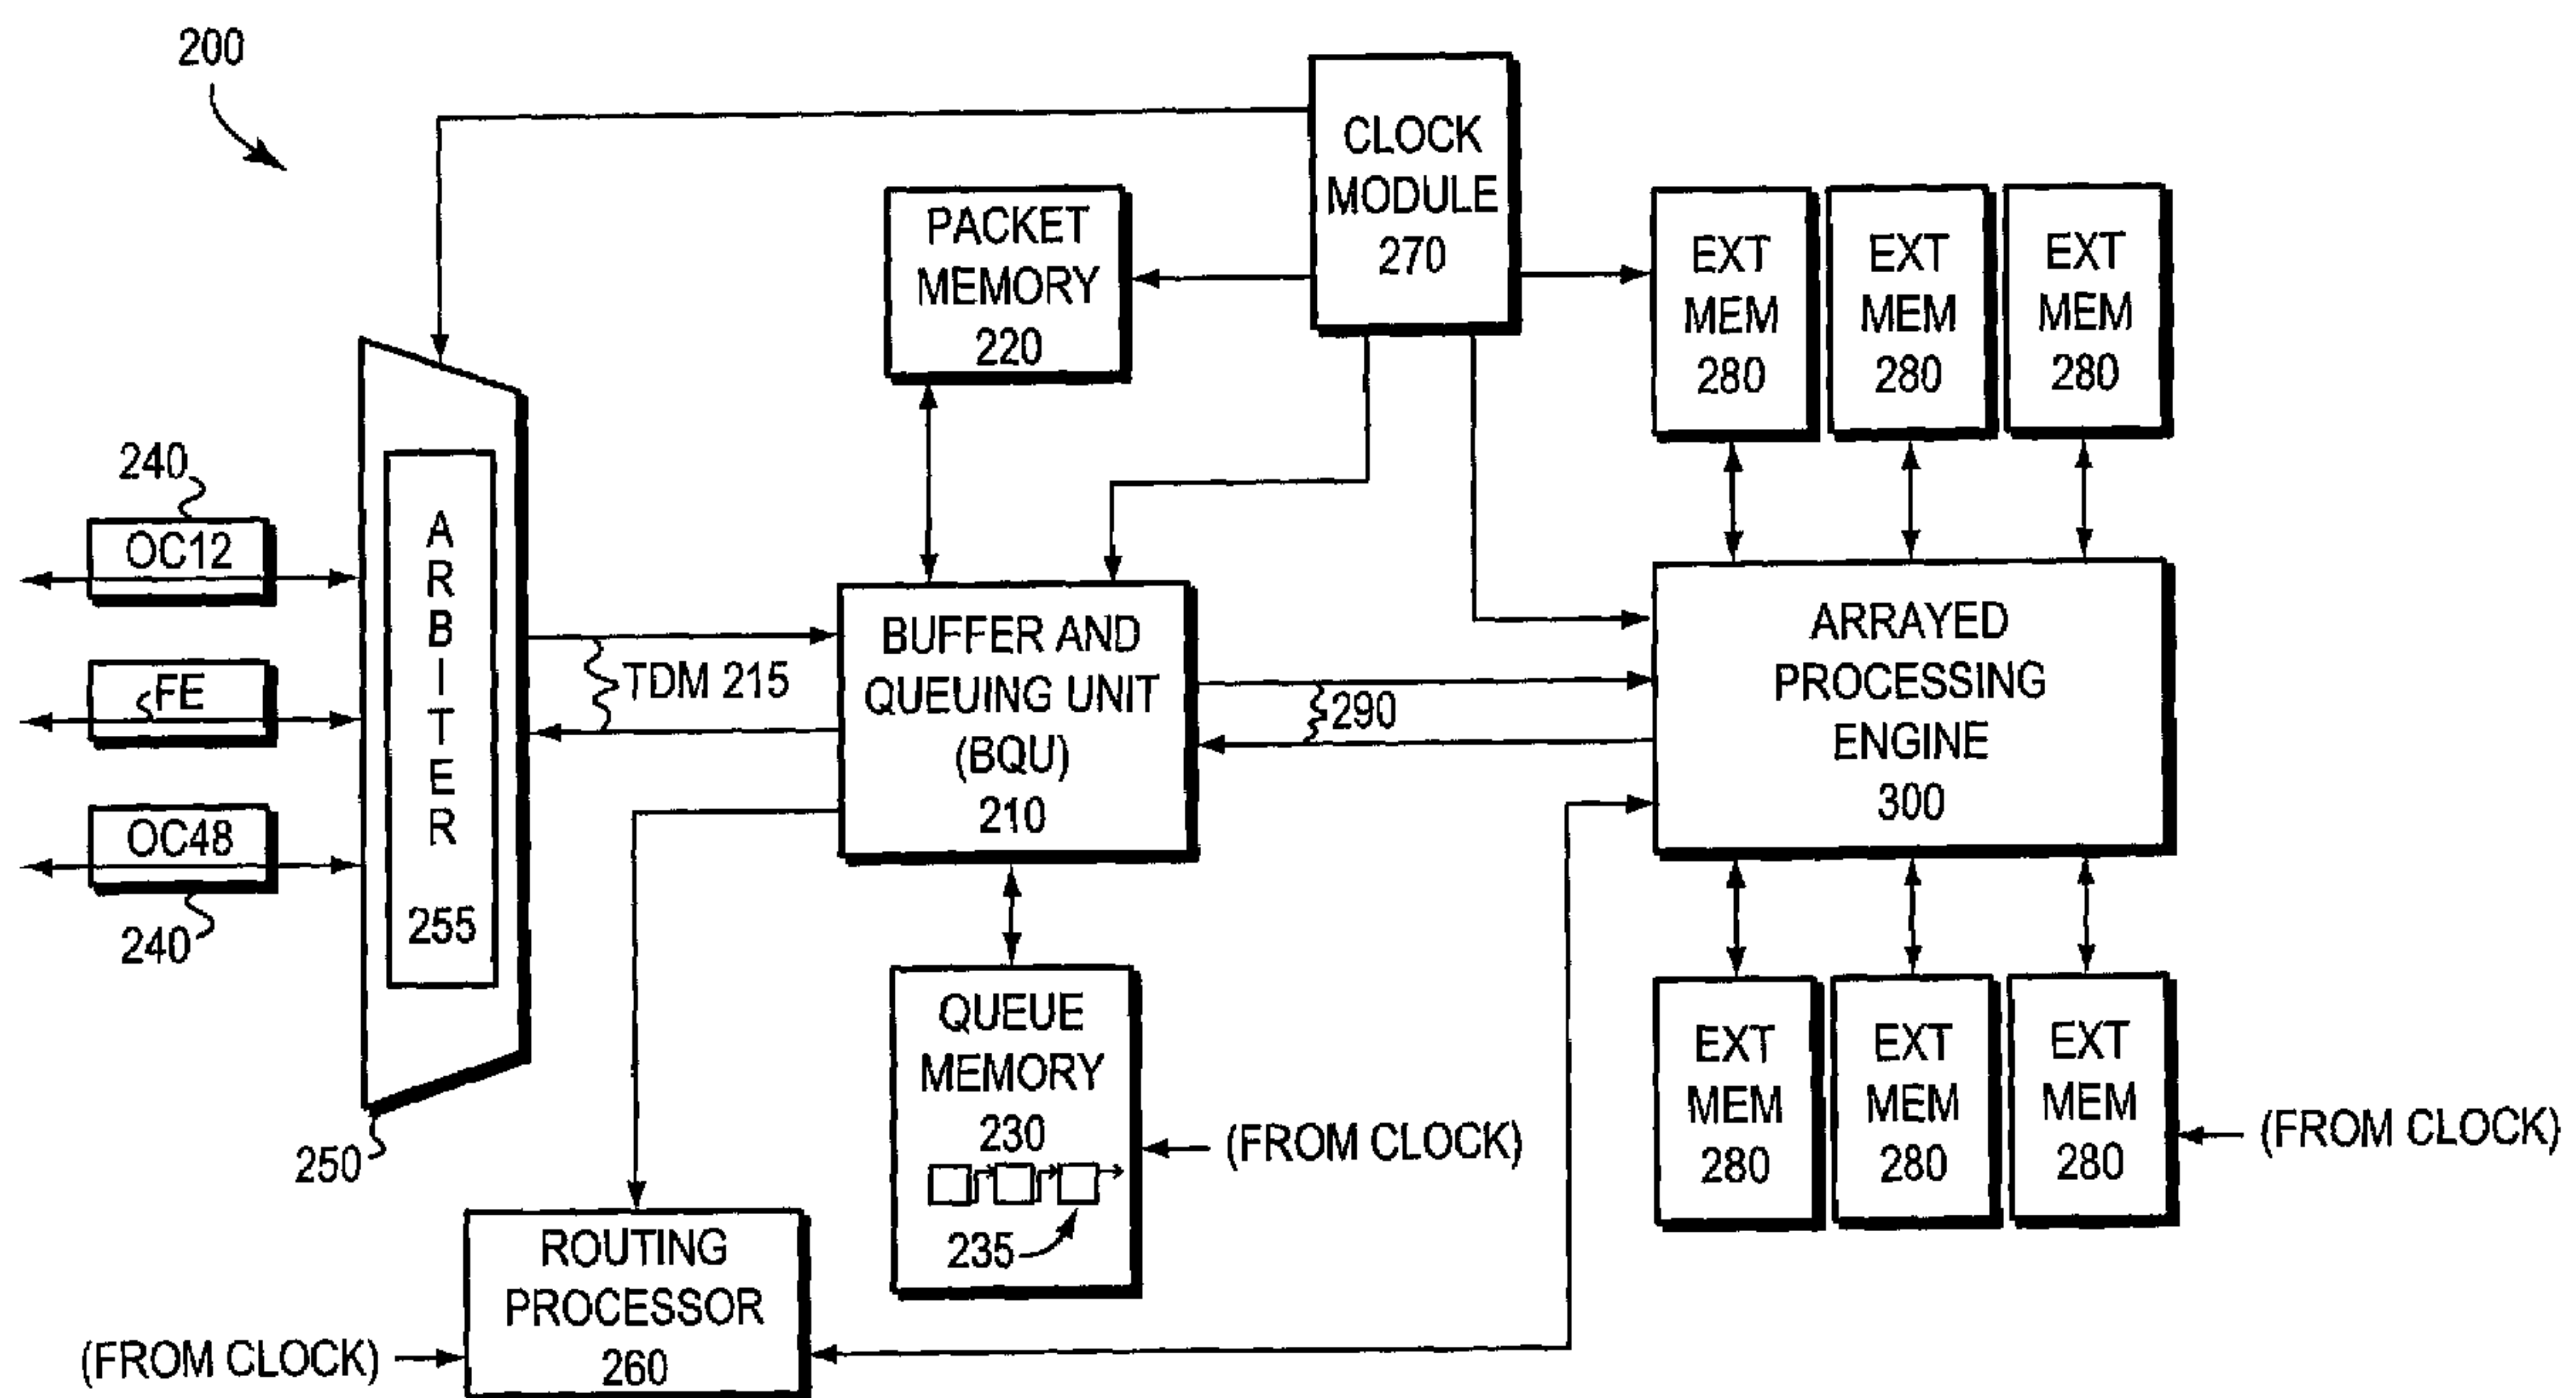 200
CLOCK
MODULE
270
PACKET
MEMORY
220
EXT
MEM
280
EXT
MEM
280
EXT
MEM
280
240
OC12
FE
OC48
240
ARBITER
255
250
TDM 215
BUFFER AND
QUEUING UNIT
(BQU)
210
290
ARRAYED
PROCESSING
ENGINE
300
QUEUE
MEMORY
230
235
(FROM CLOCK)
EXT
MEM
280
EXT
MEM
280
EXT
MEM
280
(FROM CLOCK)
ROUTING
PROCESSOR
260
(FROM CLOCK)